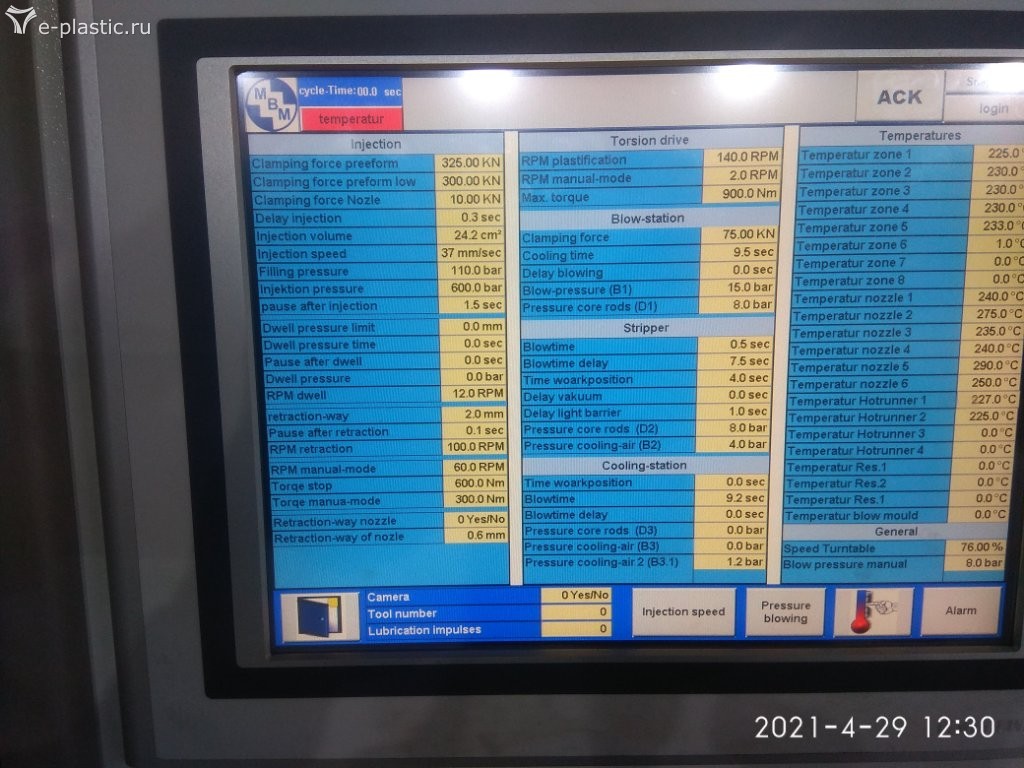 e-plastic.ru
MBM
cycle-Time: 00.0 sec
temperatur
ACK
login
Injection
Clamping force preeform 325.00 KN
Clamping force preform low 300.00 KN
Clamping force Nozle 10.00 KN
Delay injection 0.3 sec
Injection volume 24.2 cm³
Injection speed 37 mm/sec
Filling pressure 110.0 bar
Injektion pressure 600.0 bar
pause after injection 1.5 sec
Dwell pressure limit 0.0 mm
Dwell pressure time 0.0 sec
Pause after dwell 0.0 sec
Dwell pressure 0.0 bar
RPM dwell 12.0 RPM
retraction-way 2.0 mm
Pause after retraction 0.1 sec
RPM retraction 100.0 RPM
RPM manual-mode 60.0 RPM
Torqe stop 600.0 Nm
Torqe manua-mode 300.0 Nm
Retraction-way nozzle 0 Yes/No
Retraction-way of nozle 0.6 mm
Torsion drive
RPM plastification 140.0 RPM
RPM manual-mode 2.0 RPM
Max. torque 900.0 Nm
Blow-station
Clamping force 75.00 KN
Cooling time 9.5 sec
Delay blowing 0.0 sec
Blow-pressure (B1) 15.0 bar
Pressure core rods (D1) 8.0 bar
Stripper
Blowtime 0.5 sec
Blowtime delay 7.5 sec
Time woarkposition 4.0 sec
Delay vakuum 0.0 sec
Delay light barrier 1.0 sec
Pressure core rods (D2) 8.0 bar
Pressure cooling-air (B2) 4.0 bar
Cooling-station
Time woarkposition 0.0 sec
Blowtime 9.2 sec
Blowtime delay 0.0 sec
Pressure core rods (D3) 0.0 bar
Pressure cooling-air (B3) 0.0 bar
Pressure cooling-air 2 (B3.1) 1.2 bar
Temperatures
Temperatur zone 1 225.0°
Temperatur zone 2 230.0°
Temperatur zone 3 230.0°
Temperatur zone 4 230.0°
Temperatur zone 5 233.0°
Temperatur zone 6 1.0°C
Temperatur zone 7 0.0°C
Temperatur zone 8 0.0°C
Temperatur nozzle 1 240.0°C
Temperatur nozzle 2 275.0°C
Temperatur nozzle 3 235.0°C
Temperatur nozzle 4 240.0°C
Temperatur nozzle 5 290.0°C
Temperatur nozzle 6 250.0°C
Temperatur Hotrunner 1 227.0°C
Temperatur Hotrunner 2 225.0°C
Temperatur Hotrunner 3 0.0°C
Temperatur Hotrunner 4 0.0°C
Temperatur Res.1 0.0°C
Temperatur Res.2 0.0°C
Temperatur Res.1 0.0°C
Temperatur blow mould 0.0°C
General
Speed Turntable 76.00 %
Blow pressure manual 8.0 bar
Camera 0 Yes/No
Tool number 0
Lubrication impulses 0
Injection speed
Pressure
blowing
Alarm
2021-4-29 12:30